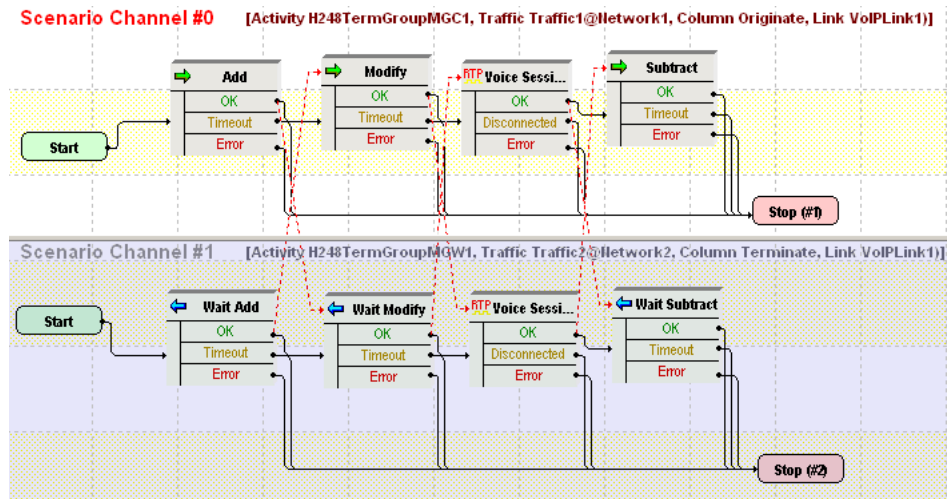 Scenario Channel #0 [Activity H248TermGroupMGC1, Traffic Traffic1@Network1, Column Originate, Link VoIPLink1)]
Start
Add
OK
Timeout
Error
Modify
OK
Timeout
Error
RTP Voice Sessi...
OK
Disconnected
Error
Subtract
OK
Timeout
Error
Stop (#1)
Scenario Channel #1 [Activity H248TermGroupMGW1, Traffic Traffic2@Network2, Column Terminate, Link VoIPLink1)]
Start
Wait Add
OK
Timeout
Error
Wait Modify
OK
Timeout
Error
RTP Voice Sessi...
OK
Disconnected
Error
Wait Subtract
OK
Timeout
Error
Stop (#2)